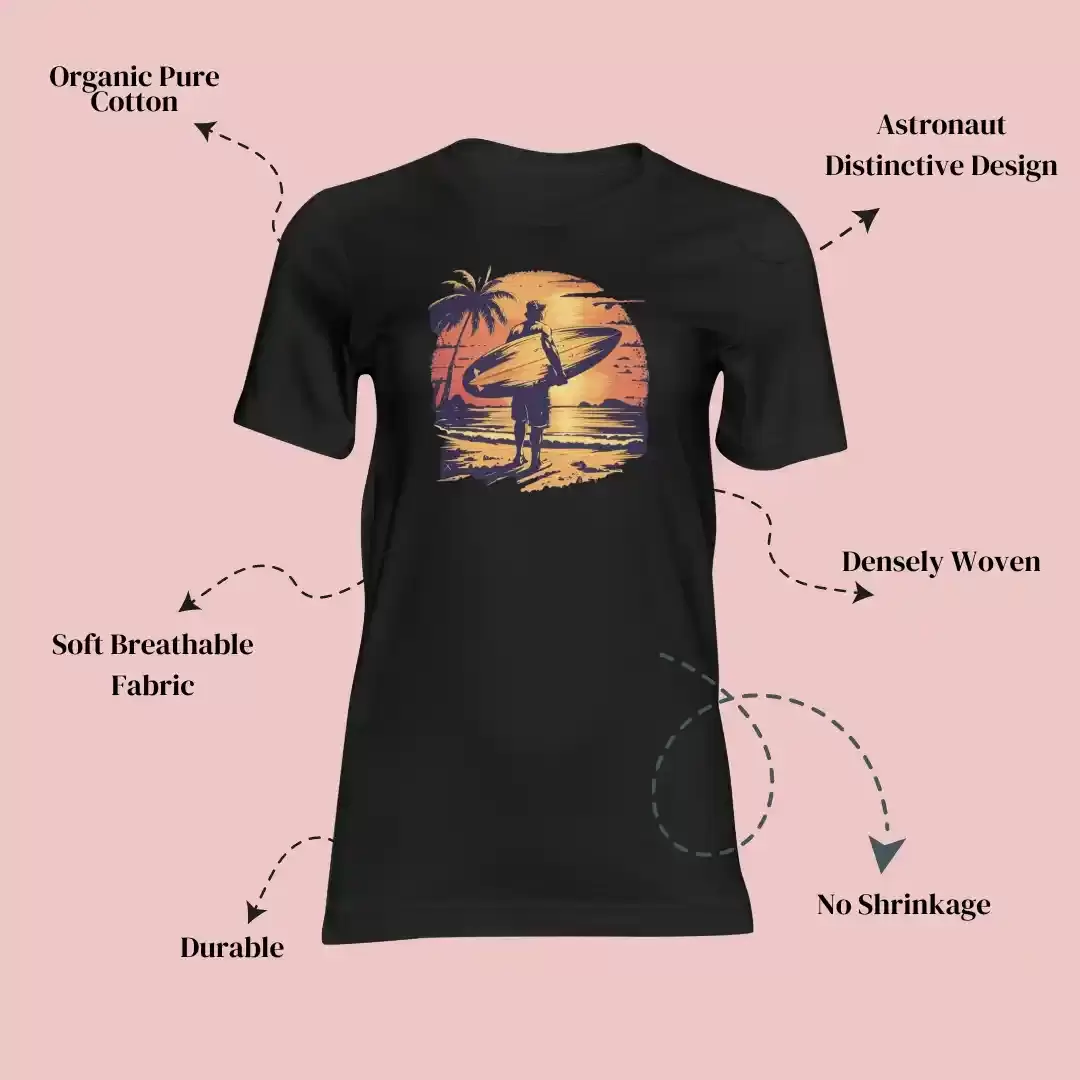 Organic Pure
Cotton
Astronaut
Distinctive Design
Densely Woven
Soft Breathable
Fabric
No Shrinkage
Durable